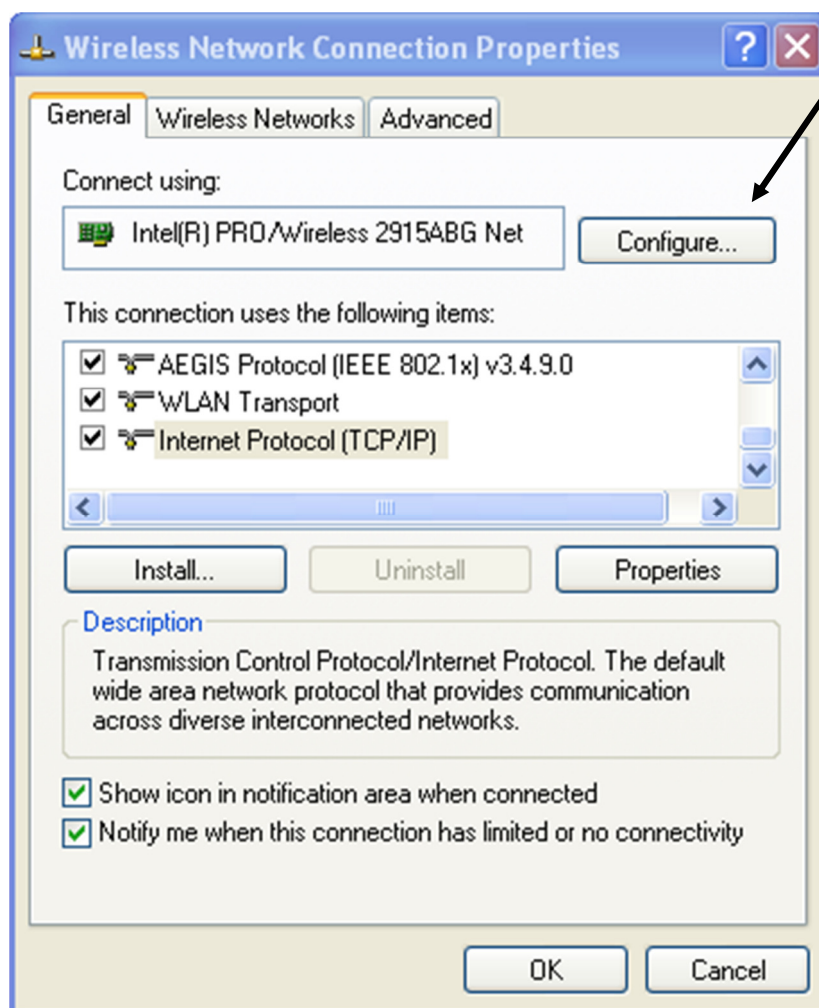 Wireless Network Connection Properties
General
Wireless Networks
Advanced
Connect using:
Intel(R) PRO/Wireless 2915ABG Net
Configure...
This connection uses the following items:
AEGIS Protocol (IEEE 802.1x) v3.4.9.0
WLAN Transport
Internet Protocol (TCP/IP)
Install...
Uninstall
Properties
Description
Transmission Control Protocol/Internet Protocol. The default
wide area network protocol that provides communication
across diverse interconnected networks.
Show icon in notification area when connected
Notify me when this connection has limited or no connectivity
OK
Cancel